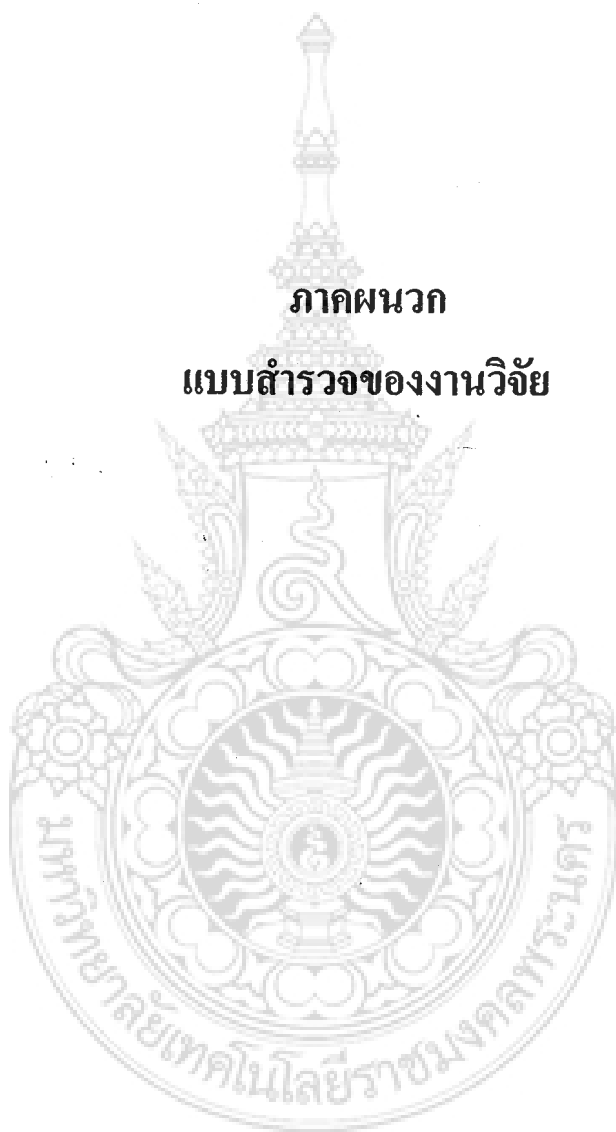 ภาคผนวก
แบบสำรวจของงานวิจัย
มหาวิทยาลัยเทคโนโลยีราชมงคลพระนคร